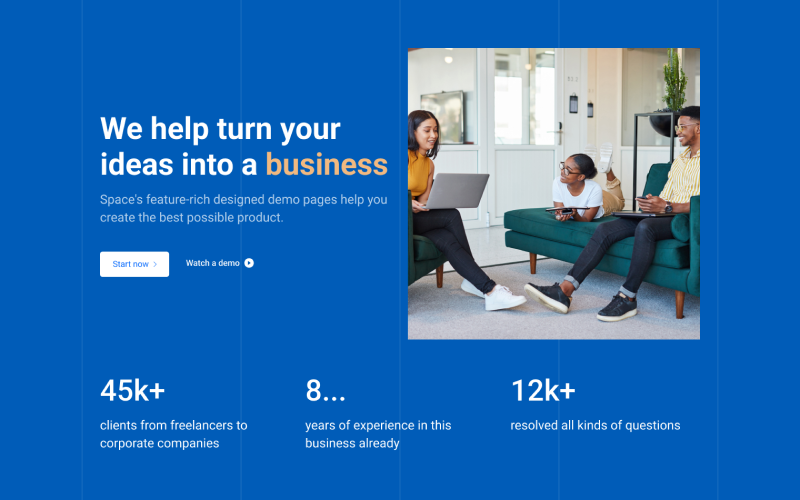 We help turn your
ideas into a business
Space's feature-rich designed demo pages help you
create the best possible product.
Start now
Watch a demo
45k+
8...
12k+
clients from freelancers to
corporate companies
years of experience in this
business already
resolved all kinds of questions